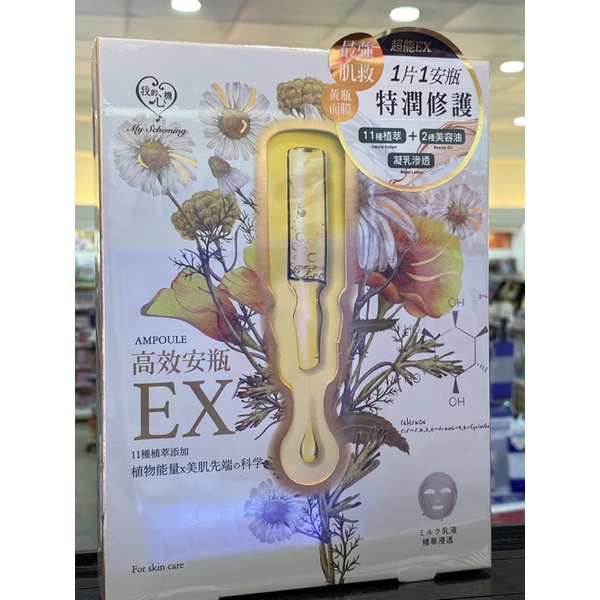 我的心機
My Scheming
最強
肌救
黃瓶
面膜
超能EX
1片1安瓶
特潤修護
11種植萃 + 2種美容油
Natural Extract Beauty Oil
凝乳滲透
Moist Lotion
AMPOULE
高效安瓶
EX
11種植萃添加
植物能量x美肌先端の科学
For skin care
OH
OH
ミルク乳液
精華浸透